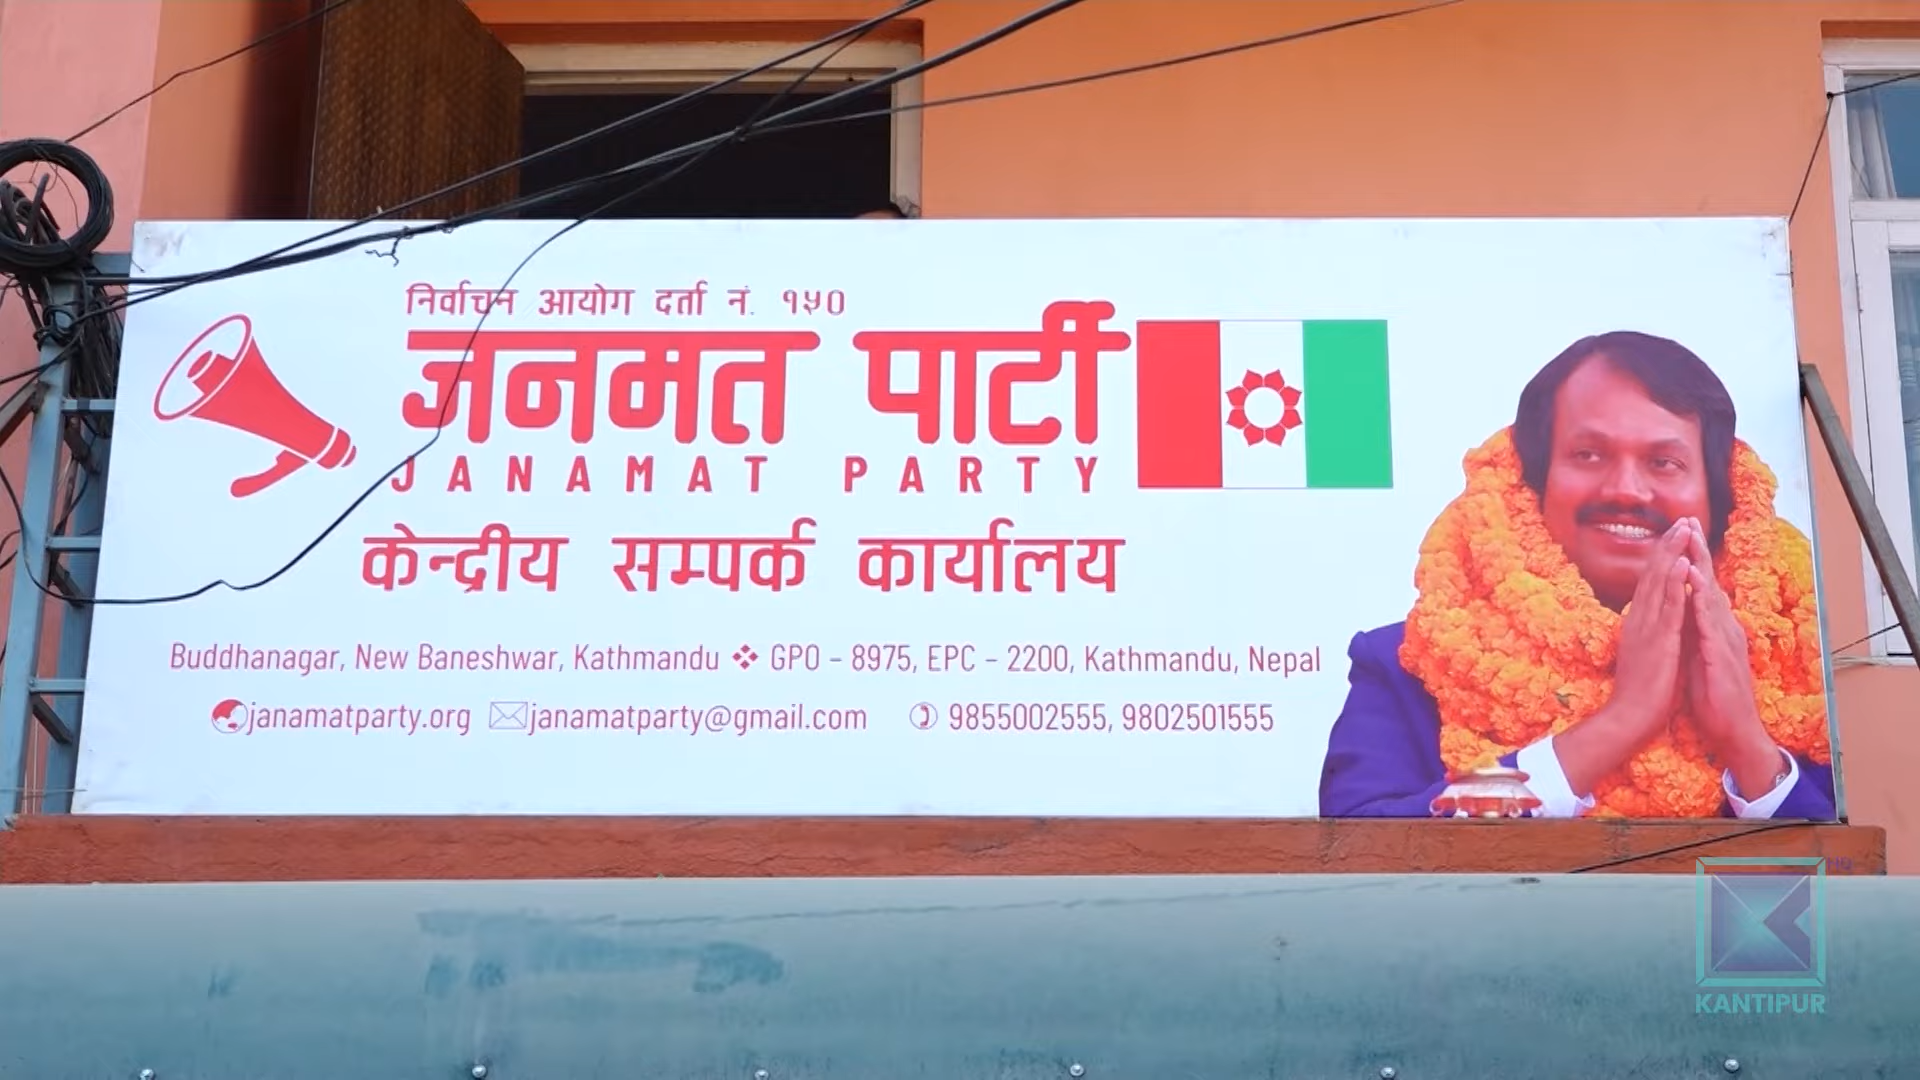 निर्वाचन आयोग दर्ता नं. १५०
जनमत पार्टी
JANAMAT PARTY
केन्द्रीय सम्पर्क कार्यालय
Buddhanagar, New Baneshwar, Kathmandu ❖ GPO – 8975, EPC – 2200, Kathmandu, Nepal
janamatparty.org janamatparty@gmail.com 9855002555, 9802501555
KANTIPUR